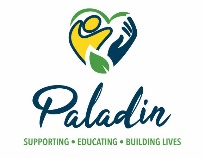 Paladin
SUPPORTING • EDUCATING • BUILDING LIVES